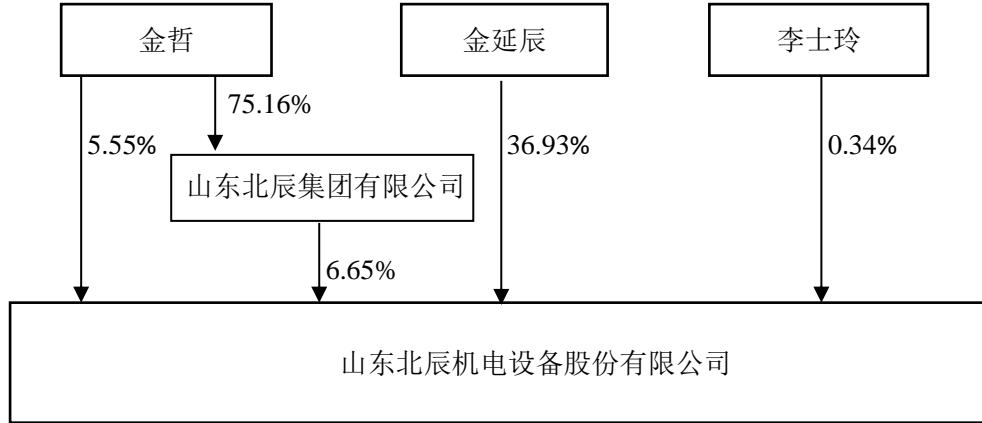 金哲
金延辰
李士玲
75.16%
5.55%
36.93%
0.34%
山东北辰集团有限公司
6.65%
山东北辰机电设备股份有限公司